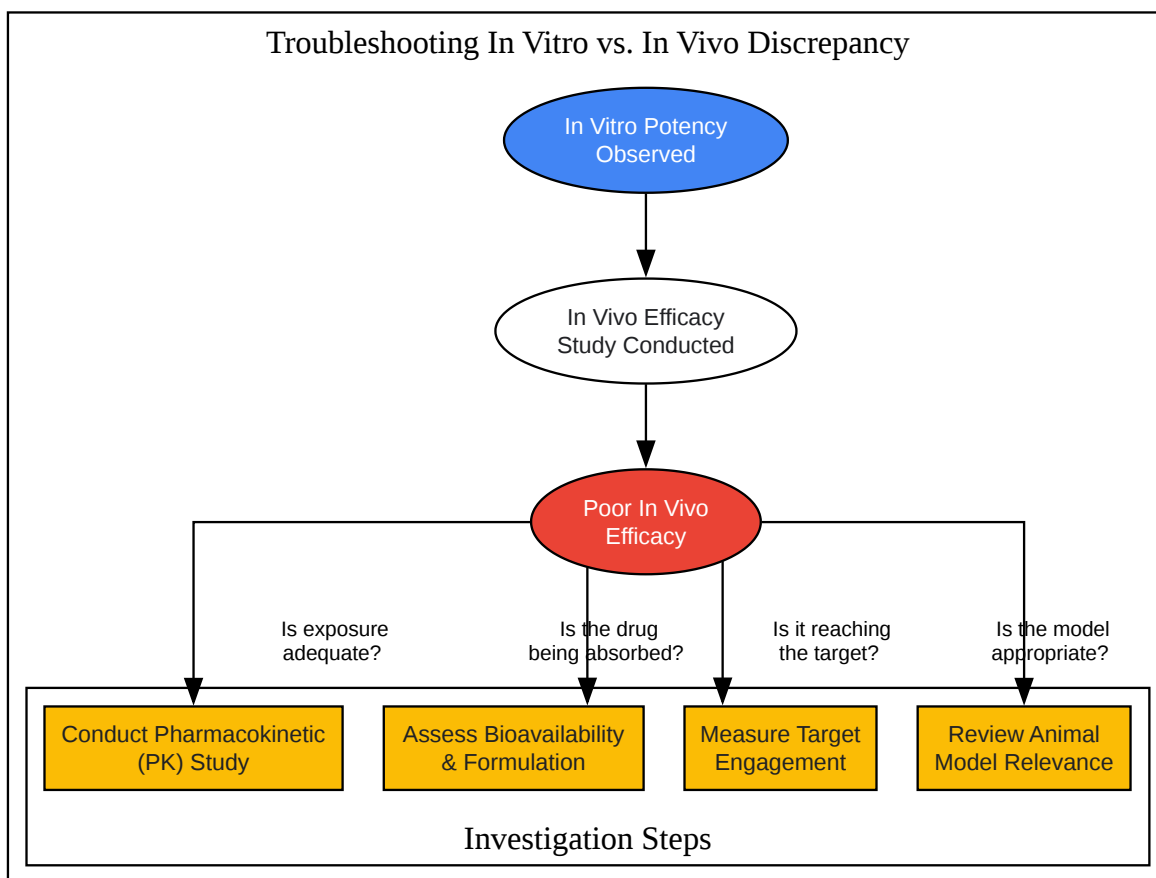 Troubleshooting In Vitro vs. In Vivo Discrepancy
In Vitro Potency
Observed
In Vivo Efficacy
Study Conducted
Poor In Vivo
Efficacy
Is exposure
adequate?
Is the drug
being absorbed?
Is it reaching
the target?
Is the model
appropriate?
Conduct Pharmacokinetic
(PK) Study
Assess Bioavailability
& Formulation
Measure Target
Engagement
Review Animal
Model Relevance
Investigation Steps